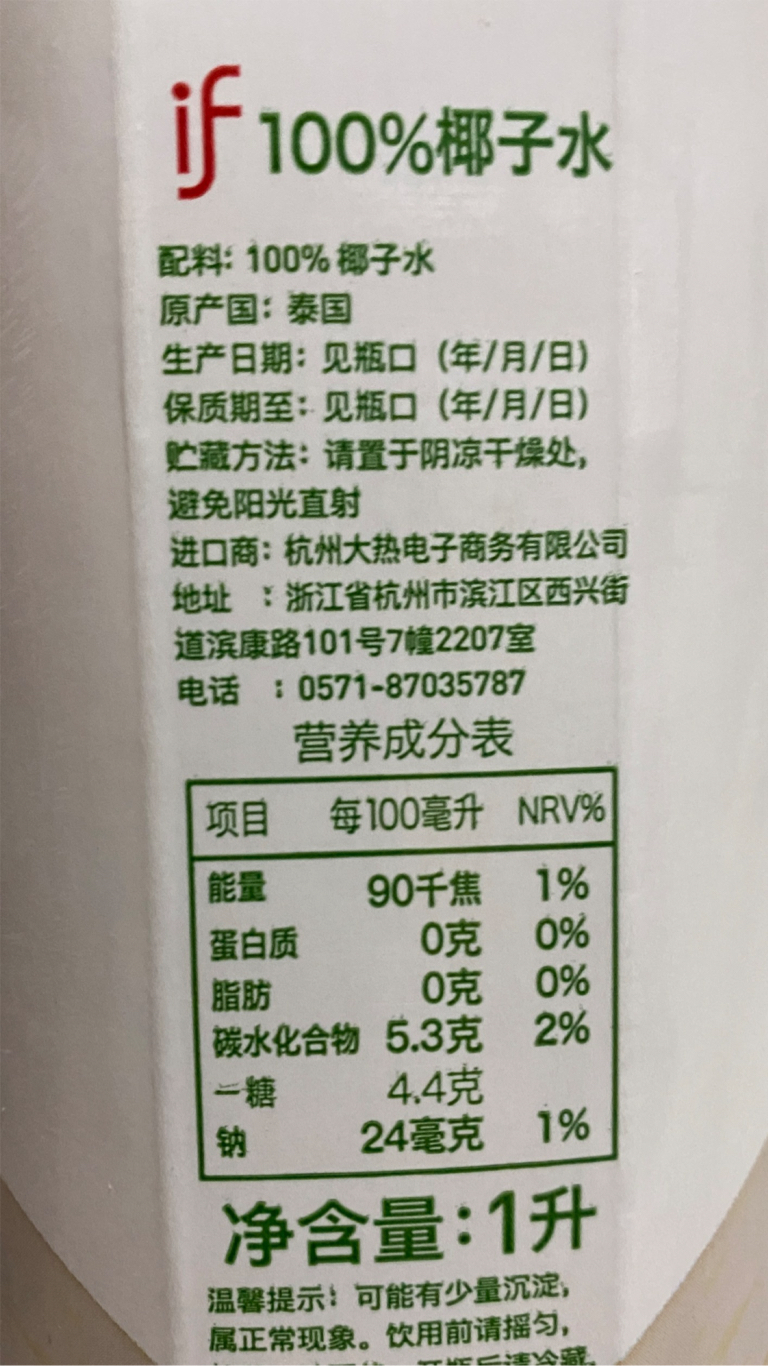 if 100%椰子水
配料: 100% 椰子水
原产国: 泰国
生产日期: 见瓶口 (年/月/日)
保质期至: 见瓶口 (年/月/日)
贮藏方法: 请置于阴凉干燥处,
避免阳光直射
进口商: 杭州大热电子商务有限公司
地址 : 浙江省杭州市滨江区西兴街
道滨康路101号7幢2207室
电话 : 0571-87035787
营养成分表
项目 每100毫升 NRV%
能量 90千焦 1%
蛋白质 0克 0%
脂肪 0克 0%
碳水化合物 5.3克 2%
一糖 4.4克
钠 24毫克 1%
净含量:1升
温馨提示: 可能有少量沉淀,
属正常现象。饮用前请摇匀,
开瓶后请冷藏